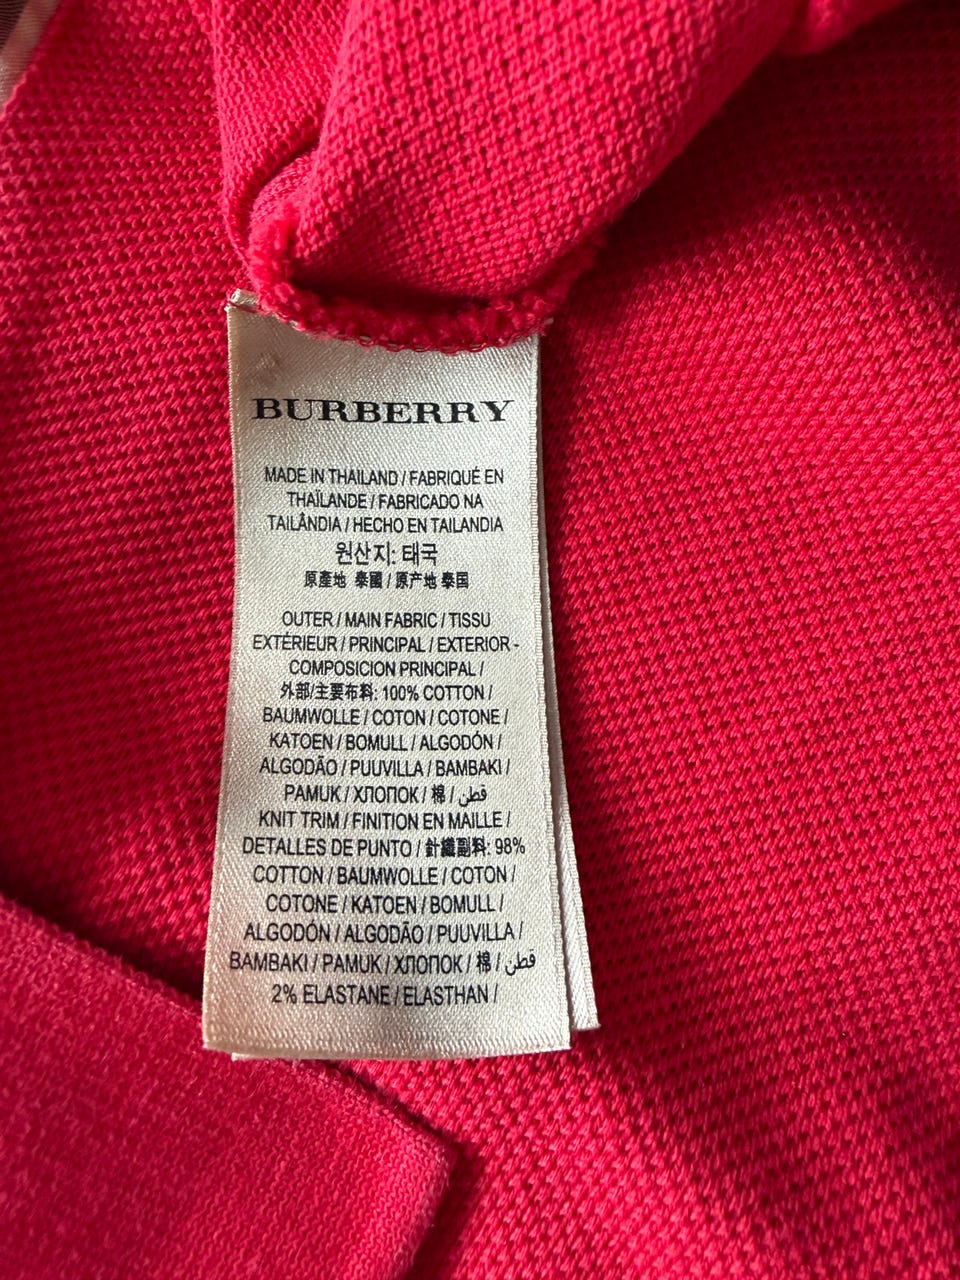 BURBERRY
MADE IN THAILAND / FABRIQUÉ EN
THAÏLANDE / FABRICADO NA
TAILÂNDIA / HECHO EN TAILANDIA
원산지: 태국
原產地 泰國 / 原产地 泰国
OUTER / MAIN FABRIC / TISSU
EXTÉRIEUR / PRINCIPAL / EXTERIOR -
COMPOSICION PRINCIPAL /
外部/主要布料: 100% COTTON /
BAUMWOLLE / COTON / COTONE /
KATOEN / BOMULL / ALGODÓN /
ALGODÃO / PUUVILLA / BAMBAKI /
PAMUK / ХЛОПОК / 棉 / قطن
KNIT TRIM / FINITION EN MAILLE /
DETALLES DE PUNTO / 針織副料: 98%
COTTON / BAUMWOLLE / COTON /
COTONE / KATOEN / BOMULL /
ALGODÓN / ALGODÃO / PUUVILLA /
BAMBAKI / PAMUK / ХЛОПОК / 棉 / قطن
2% ELASTANE / ELASTHAN /